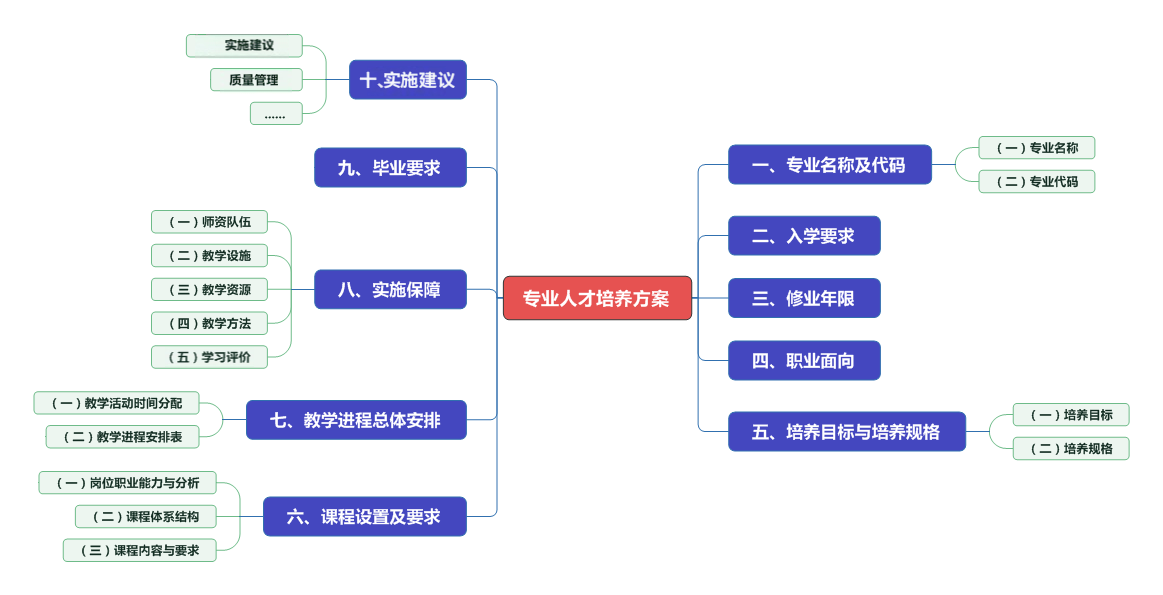 专业人才培养方案
一、专业名称及代码
（一）专业名称
（二）专业代码
二、入学要求
三、修业年限
四、职业面向
五、培养目标与培养规格
（一）培养目标
（二）培养规格
六、课程设置及要求
（一）岗位职业能力与分析
（二）课程体系结构
（三）课程内容与要求
七、教学进程总体安排
（一）教学活动时间分配
（二）教学进程安排表
八、实施保障
（一）师资队伍
（二）教学设施
（三）教学资源
（四）教学方法
（五）学习评价
九、毕业要求
十、实施建议
实施建议
质量管理
......